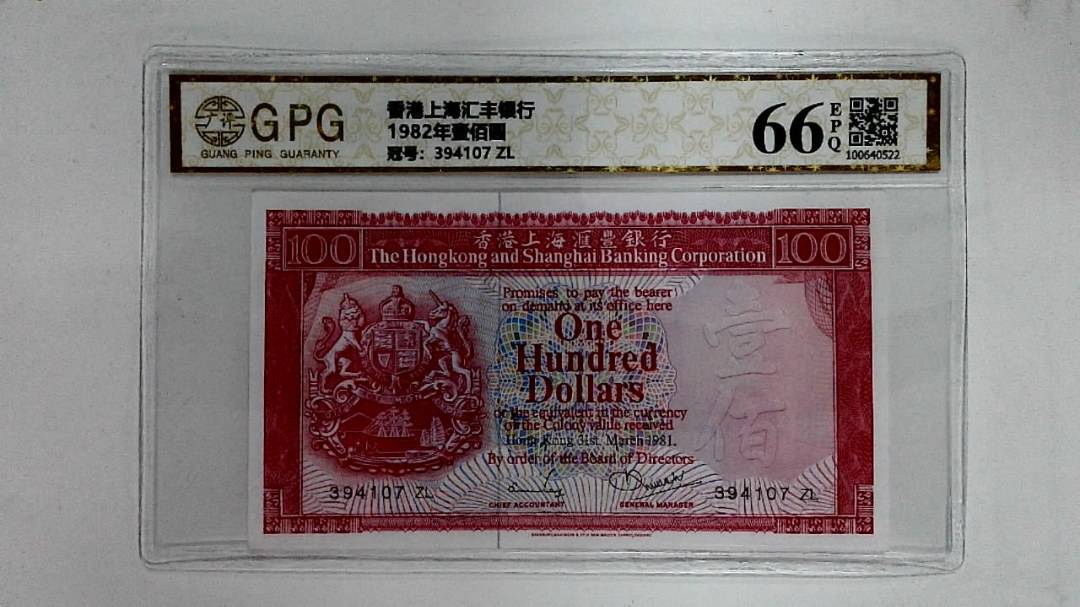 GPG
GUANG PING GUARANTY
香港上海汇丰银行
1982年壹佰圆
冠号: 394107 ZL
66
EPQ
100640522
香港上海滙豐銀行
100
The Hongkong and Shanghai Banking Corporation
100
Promises to pay the bearer
on demand at its office here
One
Hundred
Dollars
or the equivalent in the currency
of the Colony value received
Hong Kong 31st. March 1981.
By order of the Board of Directors
壹佰
394107 ZL
394107 ZL
CHIEF ACCOUNTANT
GENERAL MANAGER